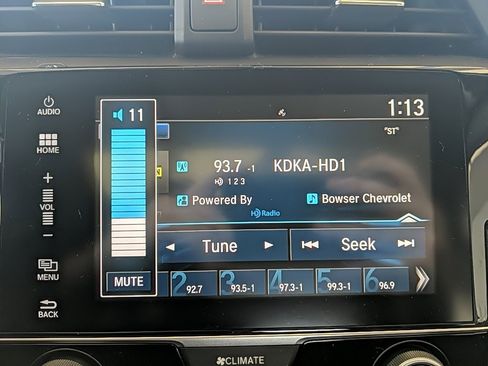 AUDIO
11
1:13
"ST"
HOME
93.7 -1
KDKA-HD1
HD 1 2 3
Powered By
Bowser Chevrolet
HD Radio
+
VOL
−
Tune
Seek
MENU
MUTE
2 92.7
3 93.5-1
4 97.3-1
5 99.3-1
6 96.9
BACK
CLIMATE